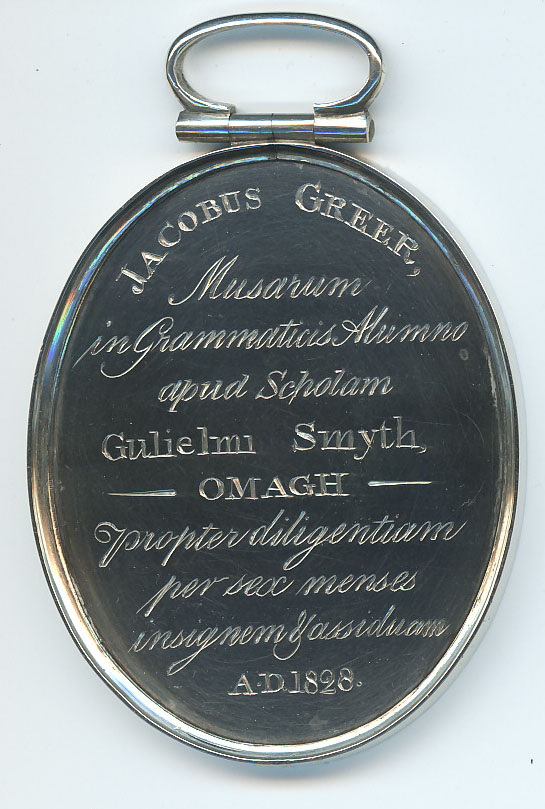 JACOBUS GREER,
Musarum
in Grammaticis Alumno
apud Scholam
Gulielmi Smyth,
— OMAGH —
propter diligentiam
per sex menses
insignem & assiduam
A.D. 1828.